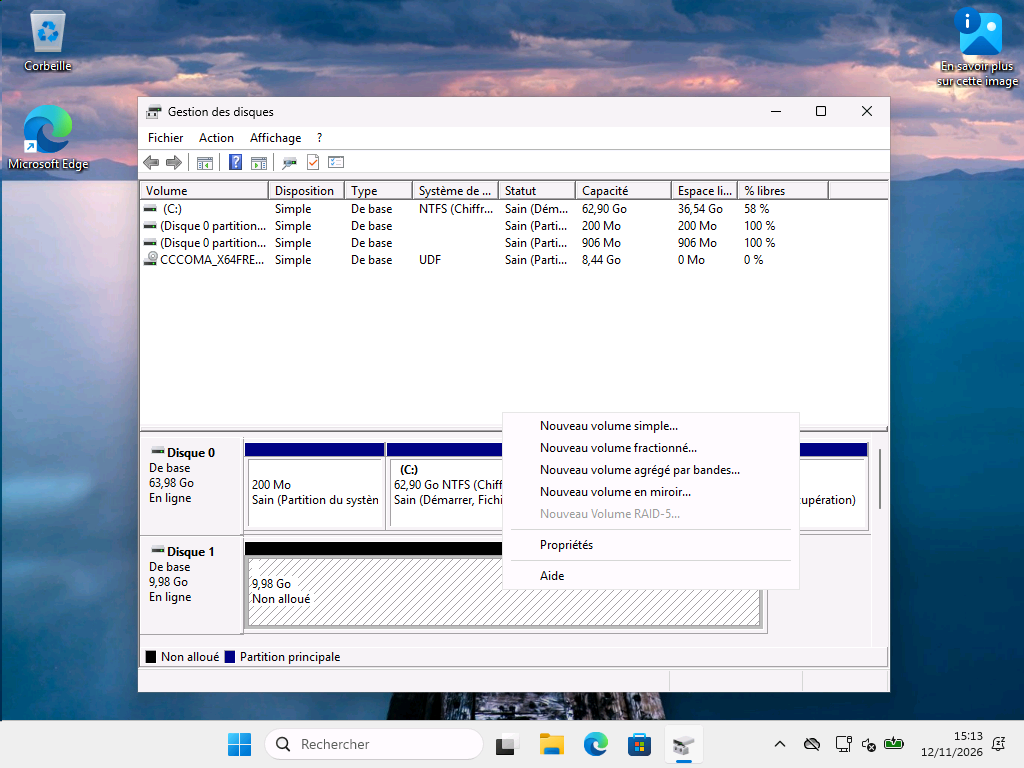 Corbeille
En savoir plus
sur cette image
Microsoft Edge
Gestion des disques
Fichier Action Affichage ?
Volume Disposition Type Système de ... Statut Capacité Espace li... % libres
(C:) Simple De base NTFS (Chiffr... Sain (Dém... 62,90 Go 36,54 Go 58 %
(Disque 0 partition... Simple De base Sain (Parti... 200 Mo 200 Mo 100 %
(Disque 0 partition... Simple De base Sain (Parti... 906 Mo 906 Mo 100 %
CCCOMA_X64FRE... Simple De base UDF Sain (Parti... 8,44 Go 0 Mo 0 %
Disque 0
De base
63,98 Go
En ligne
200 Mo
Sain (Partition du systèn
(C:)
62,90 Go NTFS (Chiff
Sain (Démarrer, Fichi
upération)
Nouveau volume simple...
Nouveau volume fractionné...
Nouveau volume agrégé par bandes...
Nouveau volume en miroir...
Nouveau Volume RAID-5...
Propriétés
Aide
Disque 1
De base
9,98 Go
En ligne
9,98 Go
Non alloué
Non alloué Partition principale
Rechercher
15:13
12/11/2026